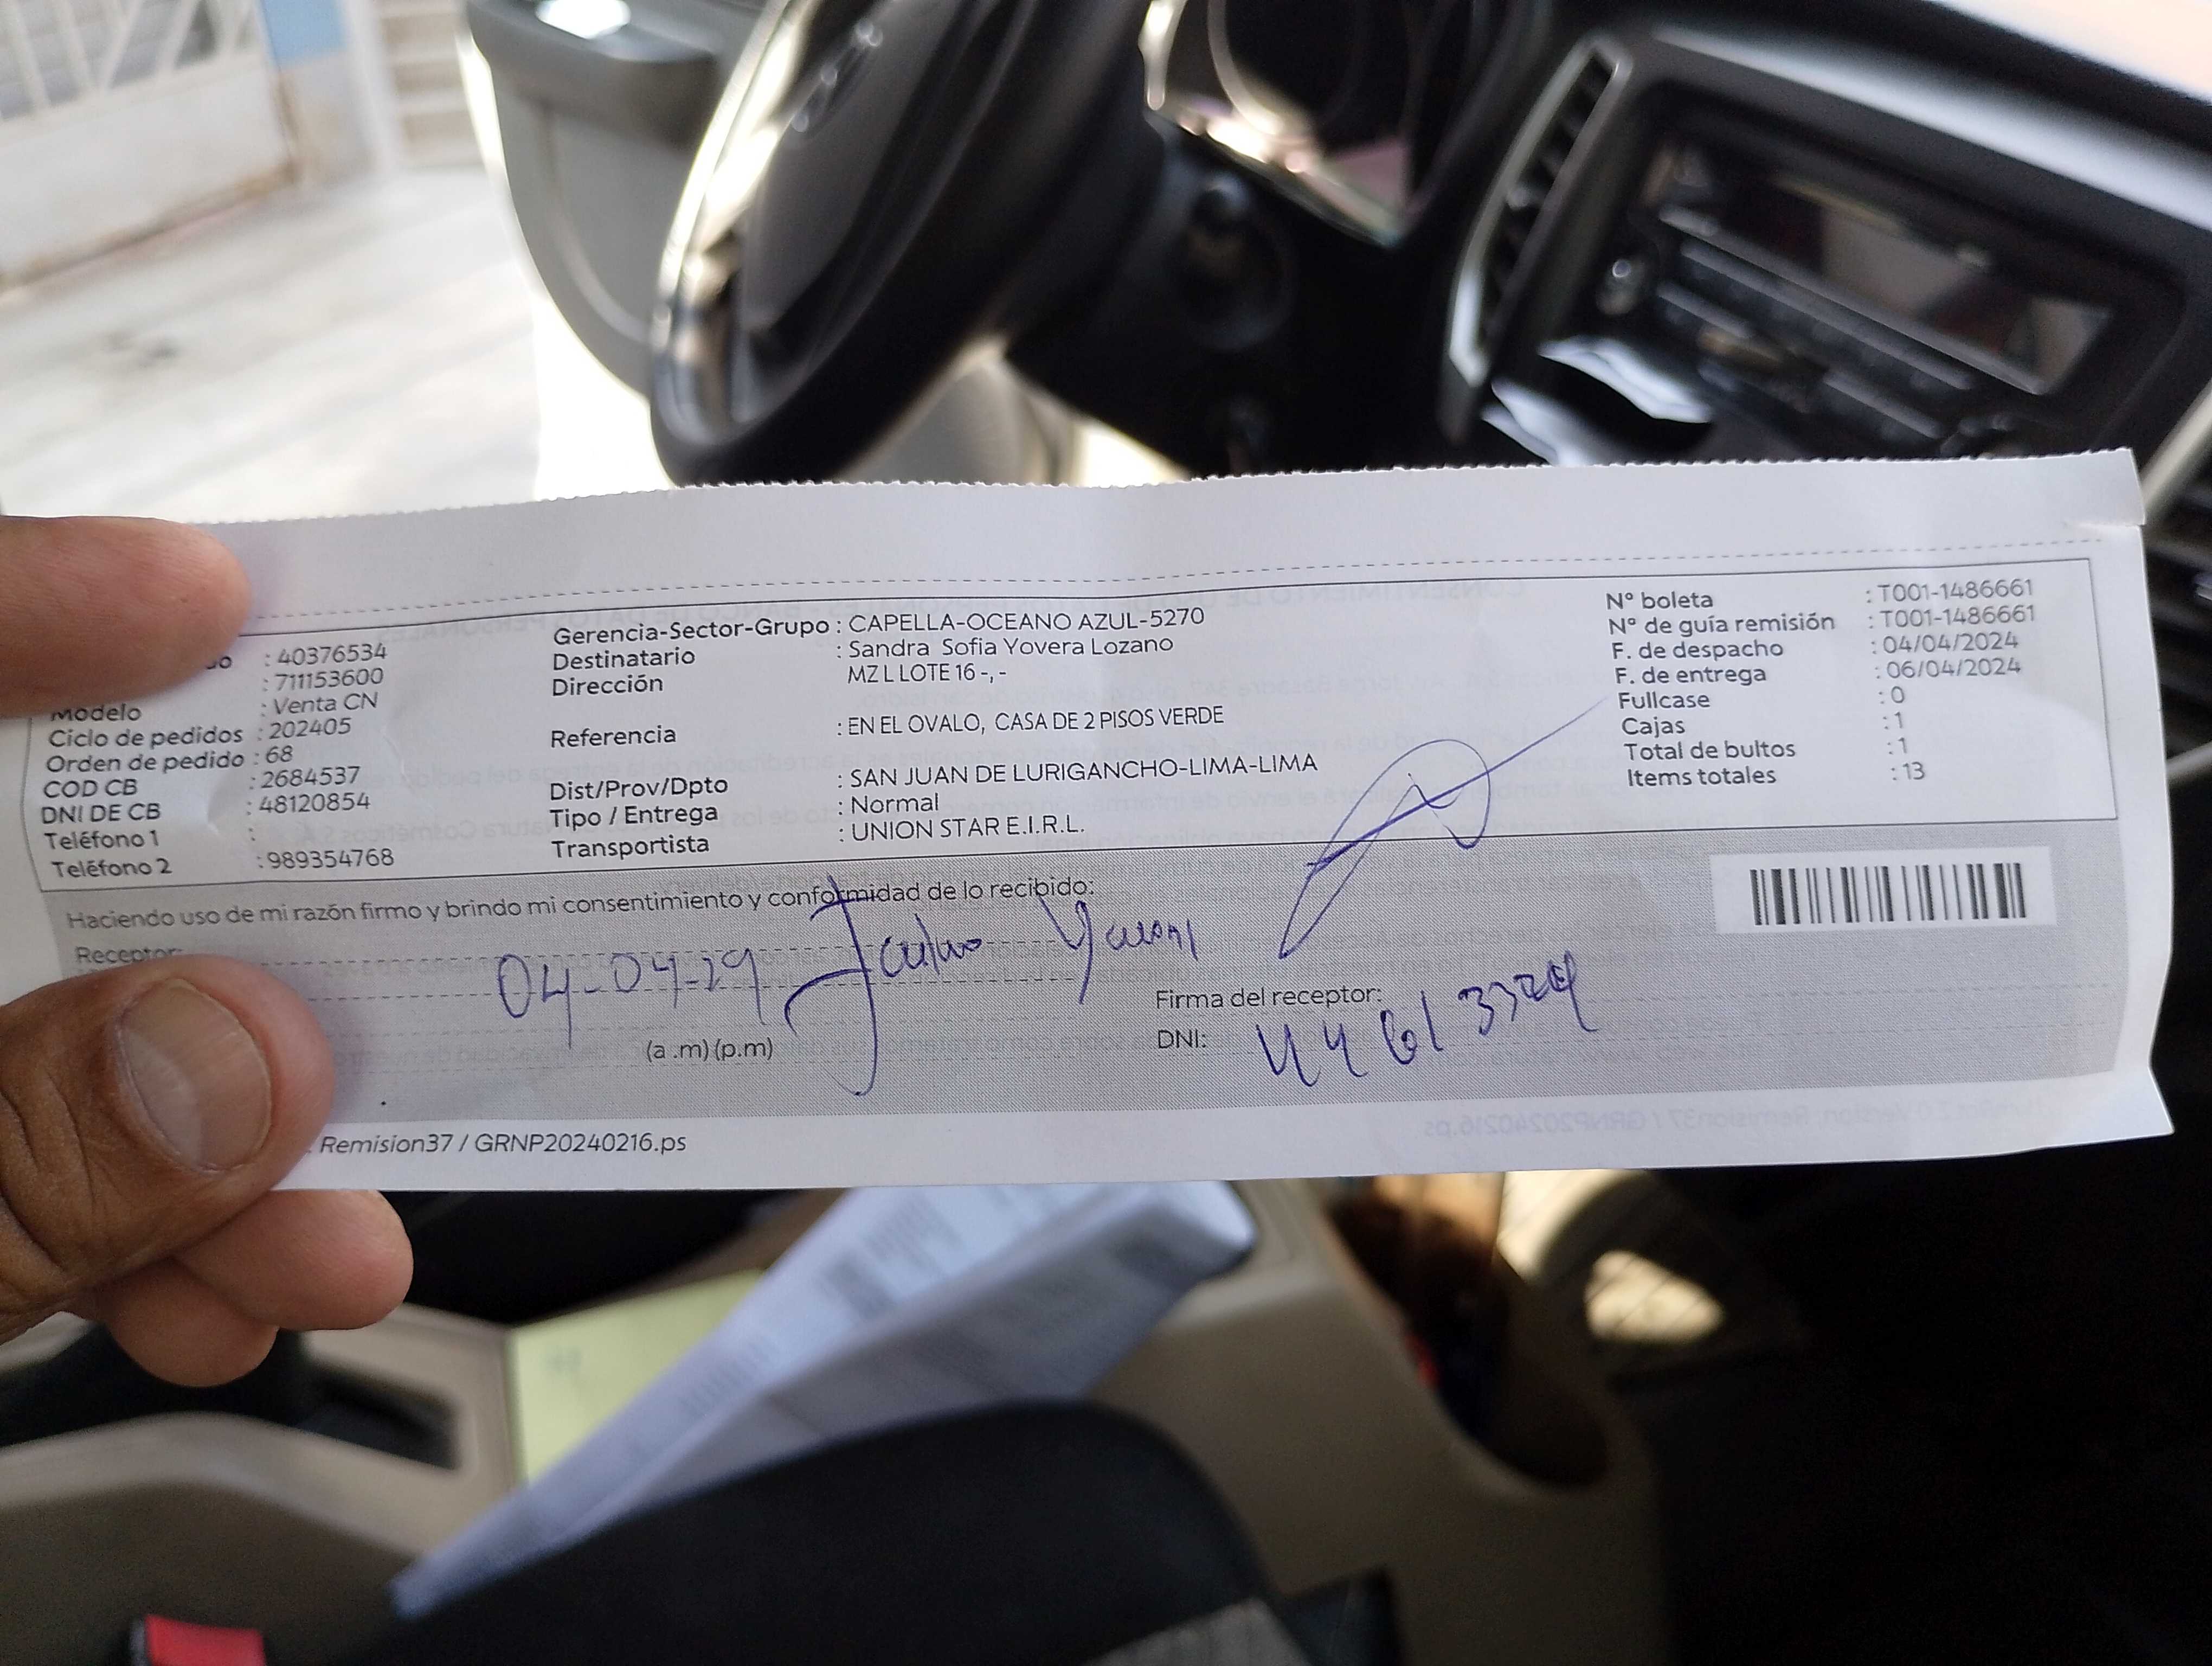 : 40376534
: 711153600
Modelo : Venta CN
Ciclo de pedidos : 202405
Orden de pedido : 68
COD CB : 2684537
DNI DE CB : 48120854
Teléfono 1 :
Teléfono 2 : 989354768
Gerencia-Sector-Grupo : CAPELLA-OCEANO AZUL-5270
Destinatario : Sandra Sofia Yovera Lozano
Dirección MZ L LOTE 16 -, -
Referencia : EN EL OVALO, CASA DE 2 PISOS VERDE
Dist/Prov/Dpto : SAN JUAN DE LURIGANCHO-LIMA-LIMA
Tipo / Entrega : Normal
Transportista : UNION STAR E.I.R.L.
N° boleta : T001-1486661
N° de guía remisión : T001-1486661
F. de despacho : 04/04/2024
F. de entrega : 06/04/2024
Fullcase : 0
Cajas : 1
Total de bultos : 1
Items totales : 13
Haciendo uso de mi razón firmo y brindo mi consentimiento y conformidad de lo recibido:
Receptor:
(a .m) (p.m)
Firma del receptor:
DNI:
Remision37 / GRNP20240216.ps